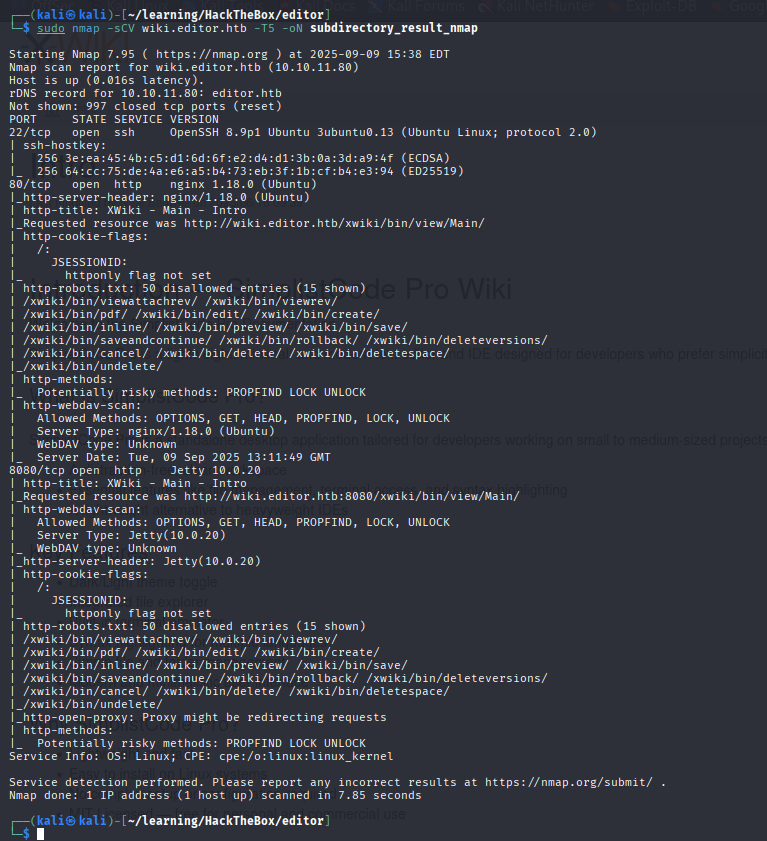 ┌──(kali㉿kali)-[~/learning/HackTheBox/editor]
└─$ sudo nmap -sCV wiki.editor.htb -T5 -oN subdirectory_result_nmap
Starting Nmap 7.95 ( https://nmap.org ) at 2025-09-09 15:38 EDT
Nmap scan report for wiki.editor.htb (10.10.11.80)
Host is up (0.016s latency).
rDNS record for 10.10.11.80: editor.htb
Not shown: 997 closed tcp ports (reset)
PORT     STATE SERVICE VERSION
22/tcp   open  ssh     OpenSSH 8.9p1 Ubuntu 3ubuntu0.13 (Ubuntu Linux; protocol 2.0)
| ssh-hostkey:
|   256 3e:ea:45:4b:c5:d1:6d:6f:e2:d4:d1:3b:0a:3d:a9:4f (ECDSA)
|_  256 64:cc:75:de:4a:e6:a5:b4:73:eb:3f:1b:cf:b4:e3:94 (ED25519)
80/tcp   open  http    nginx 1.18.0 (Ubuntu)
|_http-server-header: nginx/1.18.0 (Ubuntu)
| http-title: XWiki - Main - Intro
|_Requested resource was http://wiki.editor.htb/xwiki/bin/view/Main/
| http-cookie-flags:
|   /:
|     JSESSIONID:
|_      httponly flag not set
| http-robots.txt: 50 disallowed entries (15 shown)
| /xwiki/bin/viewattachrev/ /xwiki/bin/viewrev/
| /xwiki/bin/pdf/ /xwiki/bin/edit/ /xwiki/bin/create/
| /xwiki/bin/inline/ /xwiki/bin/preview/ /xwiki/bin/save/
| /xwiki/bin/saveandcontinue/ /xwiki/bin/rollback/ /xwiki/bin/deleteversions/
| /xwiki/bin/cancel/ /xwiki/bin/delete/ /xwiki/bin/deletespace/
|_/xwiki/bin/undelete/
| http-methods:
|_  Potentially risky methods: PROPFIND LOCK UNLOCK
| http-webdav-scan:
|   Allowed Methods: OPTIONS, GET, HEAD, PROPFIND, LOCK, UNLOCK
|   Server Type: nginx/1.18.0 (Ubuntu)
|   WebDAV type: Unknown
|_  Server Date: Tue, 09 Sep 2025 13:11:49 GMT
8080/tcp open  http    Jetty 10.0.20
| http-title: XWiki - Main - Intro
|_Requested resource was http://wiki.editor.htb:8080/xwiki/bin/view/Main/
| http-webdav-scan:
|   Allowed Methods: OPTIONS, GET, HEAD, PROPFIND, LOCK, UNLOCK
|   Server Type: Jetty(10.0.20)
|_  WebDAV type: Unknown
|_http-server-header: Jetty(10.0.20)
| http-cookie-flags:
|   /:
|     JSESSIONID:
|_      httponly flag not set
| http-robots.txt: 50 disallowed entries (15 shown)
| /xwiki/bin/viewattachrev/ /xwiki/bin/viewrev/
| /xwiki/bin/pdf/ /xwiki/bin/edit/ /xwiki/bin/create/
| /xwiki/bin/inline/ /xwiki/bin/preview/ /xwiki/bin/save/
| /xwiki/bin/saveandcontinue/ /xwiki/bin/rollback/ /xwiki/bin/deleteversions/
| /xwiki/bin/cancel/ /xwiki/bin/delete/ /xwiki/bin/deletespace/
|_/xwiki/bin/undelete/
|_http-open-proxy: Proxy might be redirecting requests
| http-methods:
|_  Potentially risky methods: PROPFIND LOCK UNLOCK
Service Info: OS: Linux; CPE: cpe:/o:linux:linux_kernel
Service detection performed. Please report any incorrect results at https://nmap.org/submit/ .
Nmap done: 1 IP address (1 host up) scanned in 7.85 seconds
┌──(kali㉿kali)-[~/learning/HackTheBox/editor]
└─$